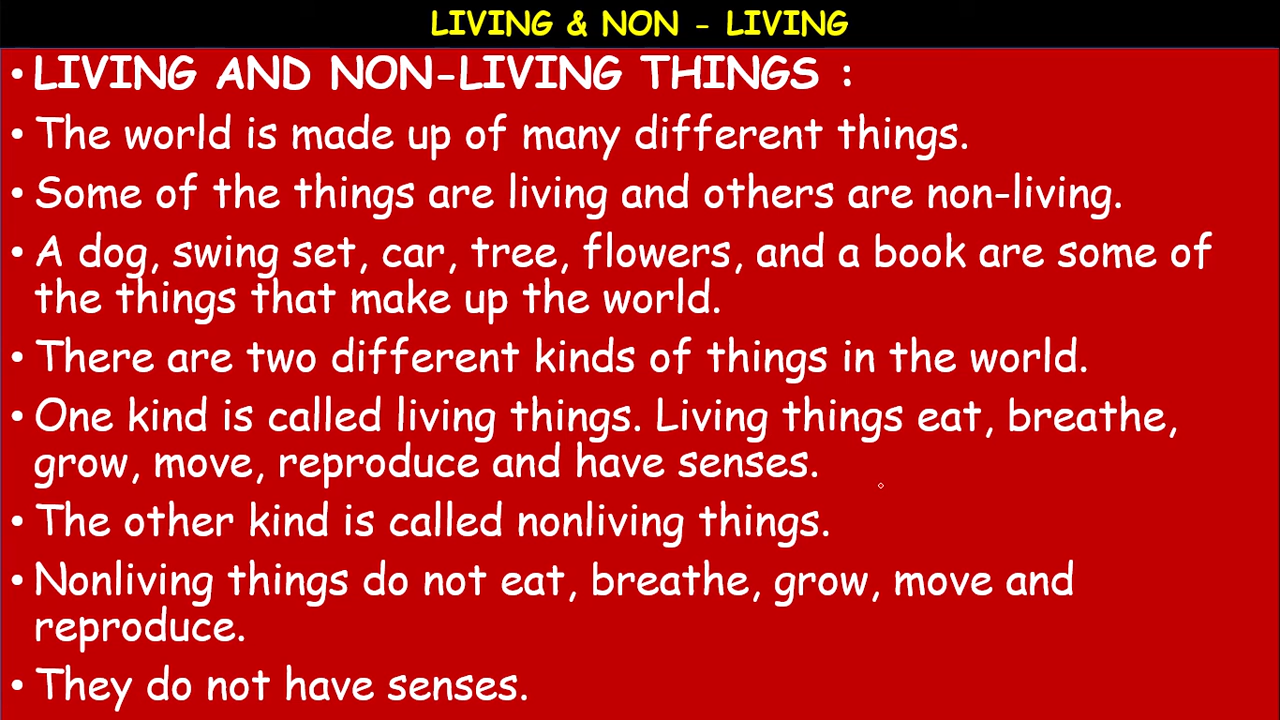 LIVING & NON - LIVING
• LIVING AND NON-LIVING THINGS :
• The world is made up of many different things.
• Some of the things are living and others are non-living.
• A dog, swing set, car, tree, flowers, and a book are some of
the things that make up the world.
• There are two different kinds of things in the world.
• One kind is called living things. Living things eat, breathe,
grow, move, reproduce and have senses.
• The other kind is called nonliving things.
• Nonliving things do not eat, breathe, grow, move and
reproduce.
• They do not have senses.